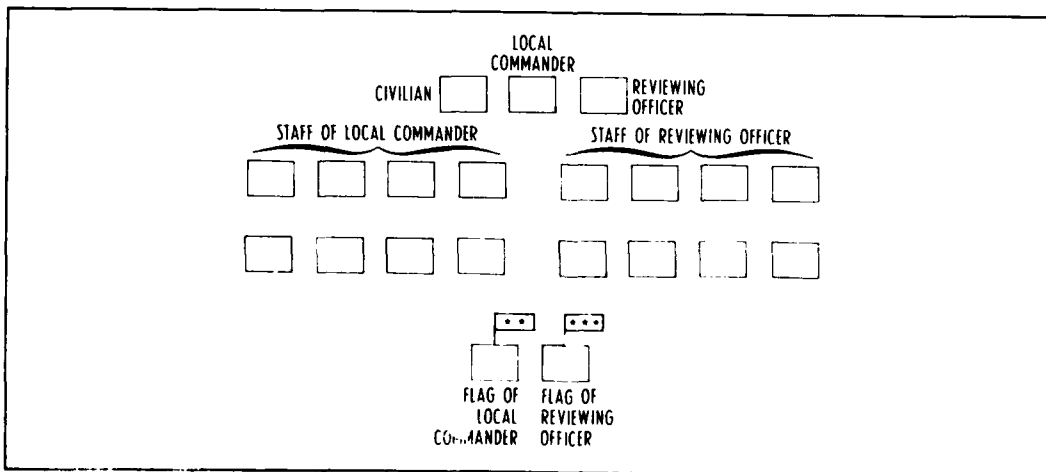 LOCAL
COMMANDER
CIVILIAN
REVIEWING
OFFICER
STAFF OF LOCAL COMMANDER
STAFF OF REVIEWING OFFICER
FLAG OF
LOCAL
COMMANDER
FLAG OF
REVIEWING
OFFICER